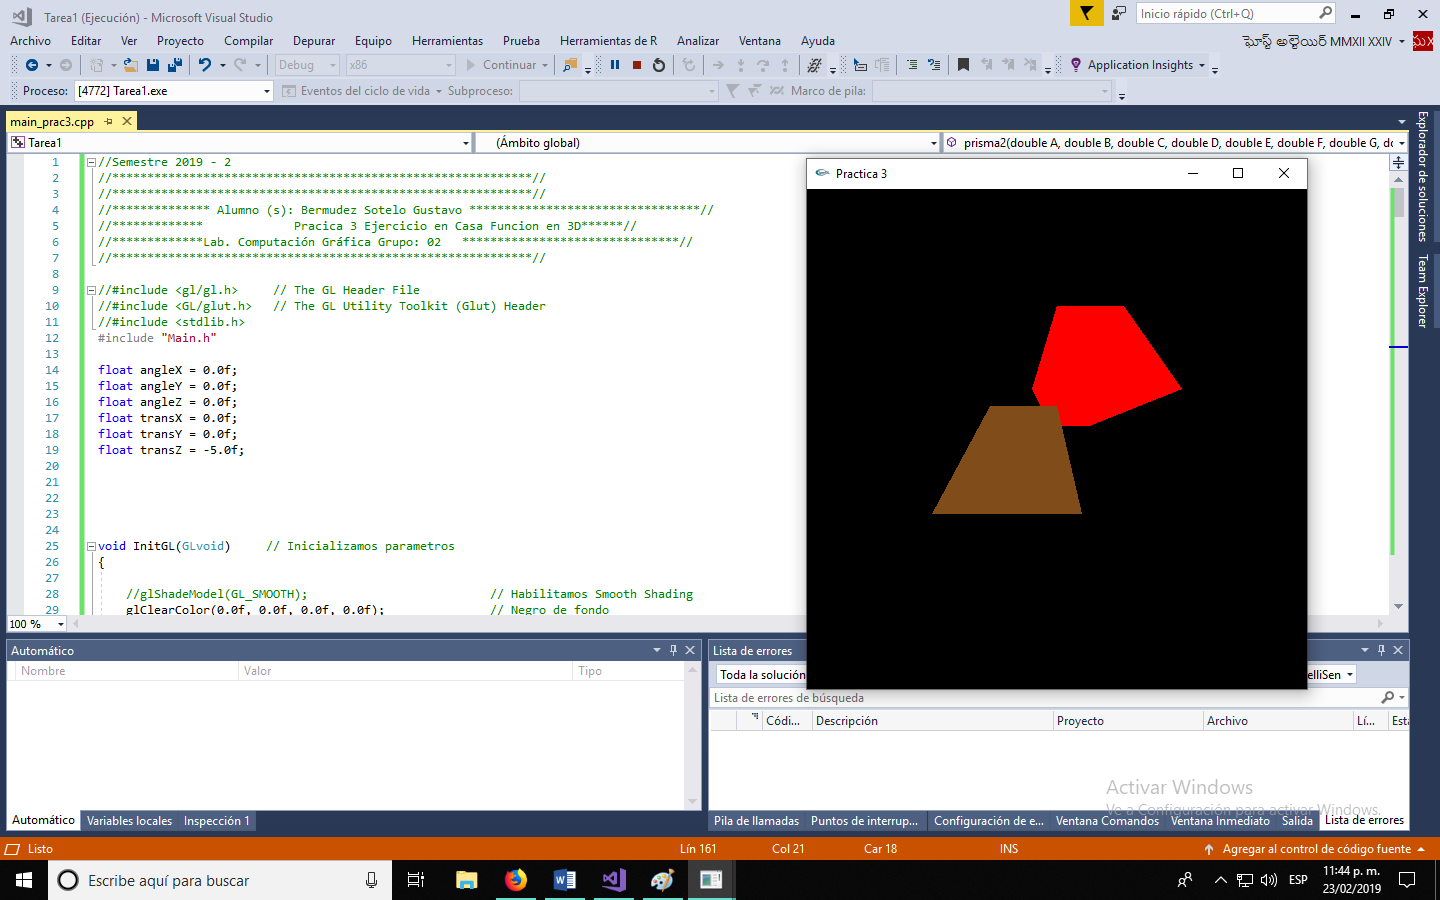 Tarea1 (Ejecución) - Microsoft Visual Studio
Inicio rápido (Ctrl+Q)
Archivo Editar Ver Proyecto Compilar Depurar Equipo Herramientas Prueba Herramientas de R Analizar Ventana Ayuda
MMXII XXIV
Debug x86 Continuar Application Insights
Proceso: [4772] Tarea1.exe Eventos del ciclo de vida Subproceso: Marco de pila:
main_prac3.cpp
Tarea1 (Ámbito global) prisma2(double A, double B, double C, double D, double E, double F, double G, dc
1 //Semestre 2019 - 2
2 //************************************************************//
3 //************************************************************//
4 //************** Alumno (s): Bermudez Sotelo Gustavo *********************************//
5 //************* Pracica 3 Ejercicio en Casa Funcion en 3D******//
6 //*************Lab. Computación Gráfica Grupo: 02 *******************************//
7 //************************************************************//
8
9 //#include <gl/gl.h> // The GL Header File
10 //#include <GL/glut.h> // The GL Utility Toolkit (Glut) Header
11 //#include <stdlib.h>
12 #include "Main.h"
13
14 float angleX = 0.0f;
15 float angleY = 0.0f;
16 float angleZ = 0.0f;
17 float transX = 0.0f;
18 float transY = 0.0f;
19 float transZ = -5.0f;
20
21
22
23
24
25 void InitGL(GLvoid) // Inicializamos parametros
26 {
27
28 //glShadeModel(GL_SMOOTH); // Habilitamos Smooth Shading
29 glClearColor(0.0f, 0.0f, 0.0f, 0.0f); // Negro de fondo
100 %
Practica 3
Explorador de soluciones
Team Explorer
Automático
Nombre Valor Tipo
Automático Variables locales Inspección 1
Lista de errores
Toda la solución
elliSen
Lista de errores de búsqueda
Códi... Descripción Proyecto Archivo Lí... Esta
Activar Windows
Ve a Configuración para activar Windows.
Pila de llamadas Puntos de interrup... Configuración de e... Ventana Comandos Ventana Inmediato Salida Lista de errores
Listo Lín 161 Col 21 Car 18 INS Agregar al control de código fuente
Escribe aquí para buscar
ESP
11:44 p. m.
23/02/2019